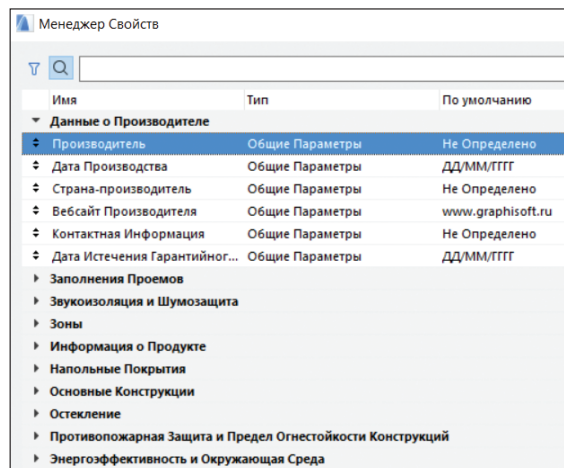 Менеджер Свойств
Имя Тип По умолчанию
Данные о Производителе
Производитель Общие Параметры Не Определено
Дата Производства Общие Параметры ДД/ММ/ГГГГ
Страна-производитель Общие Параметры Не Определено
Вебсайт Производителя Общие Параметры www.graphisoft.ru
Контактная Информация Общие Параметры Не Определено
Дата Истечения Гарантийног... Общие Параметры ДД/ММ/ГГГГ
Заполнения Проемов
Звукоизоляция и Шумозащита
Зоны
Информация о Продукте
Напольные Покрытия
Основные Конструкции
Остекление
Противопожарная Защита и Предел Огнестойкости Конструкций
Энергоэффективность и Окружающая Среда